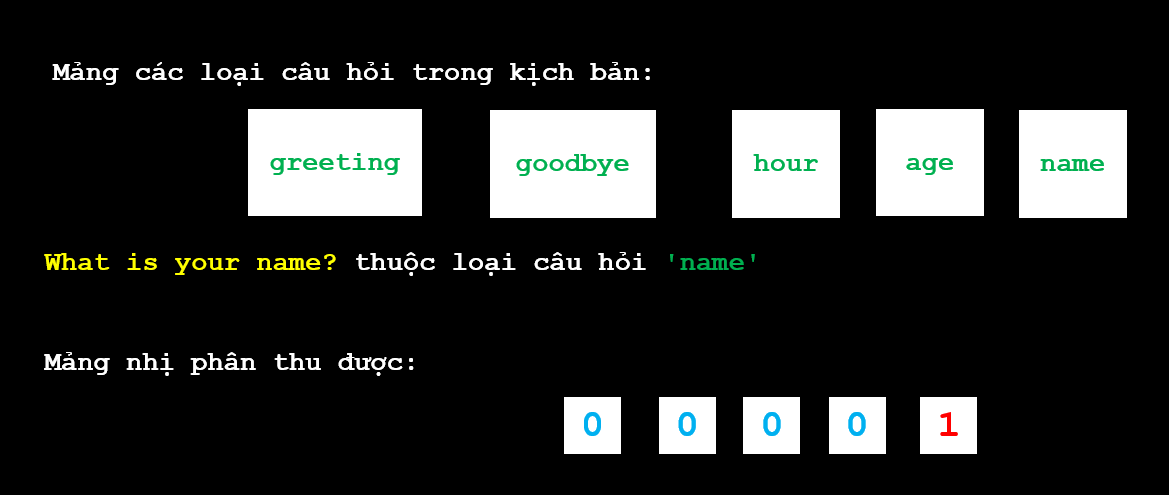 Mảng các loại câu hỏi trong kịch bản:
greeting goodbye hour age name
What is your name? thuộc loại câu hỏi 'name'
Mảng nhị phân thu được:
0 0 0 0 1